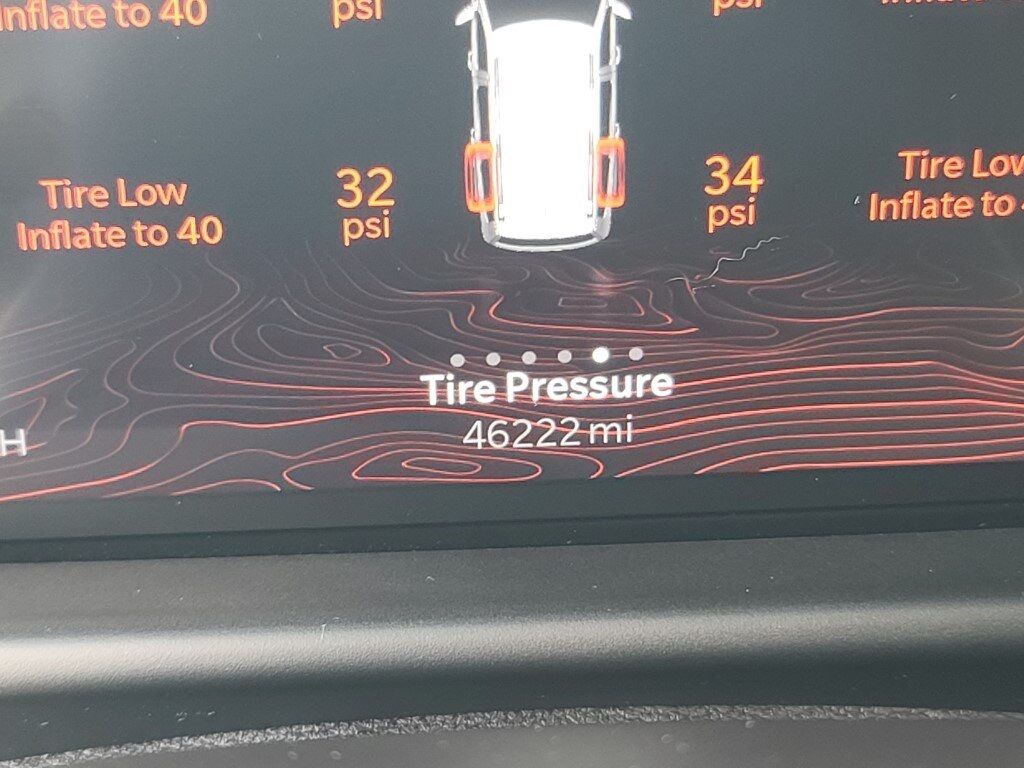 Inflate to 40
psi
psi
Tire Low
Inflate to 40
32
psi
34
psi
Tire Low
Inflate to
Tire Pressure
46222 mi
H